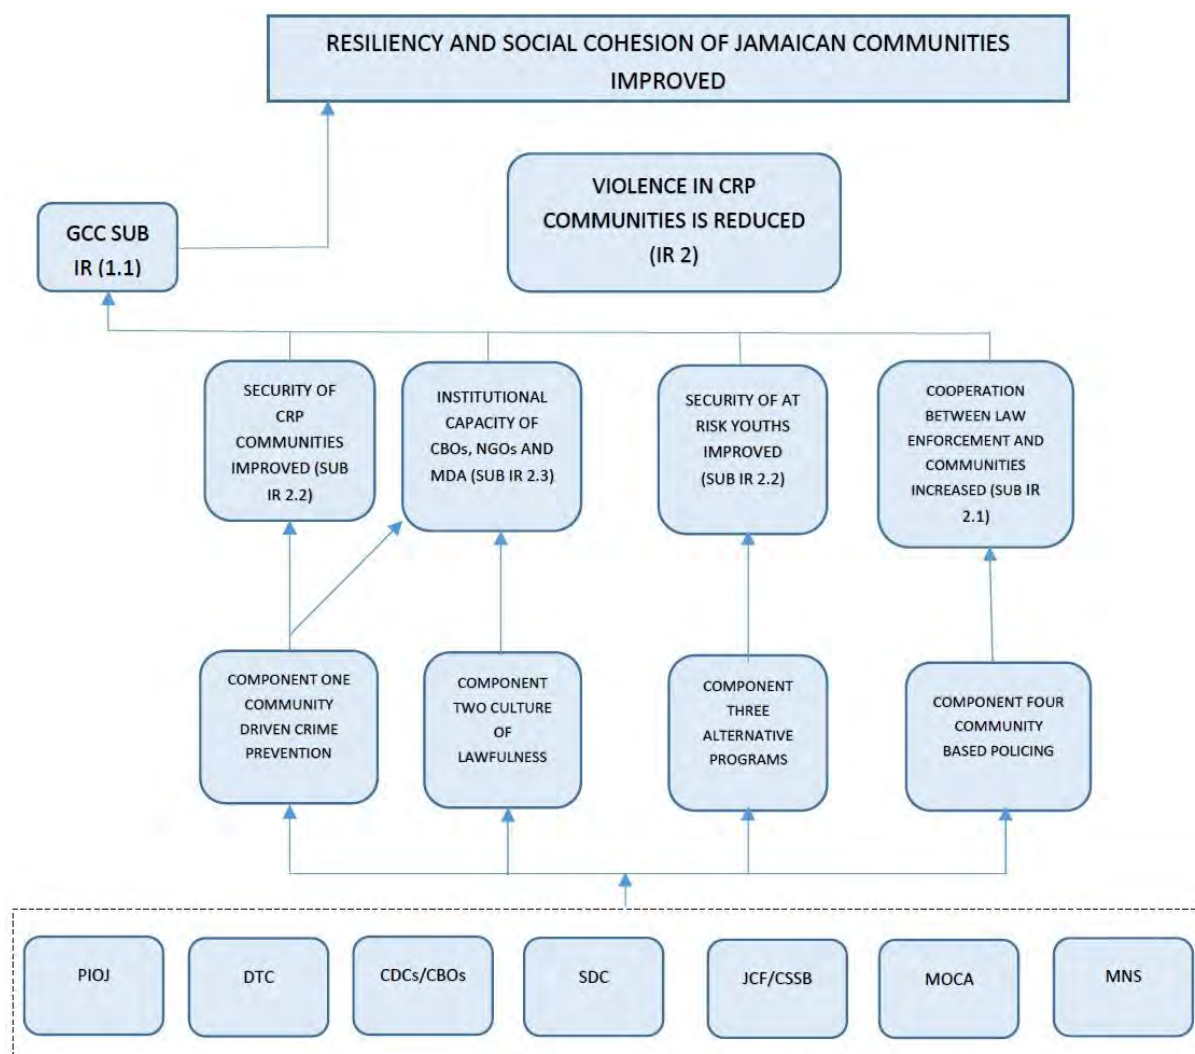 RESILIENCY AND SOCIAL COHESION OF JAMAICAN COMMUNITIES
IMPROVED
VIOLENCE IN CRP
COMMUNITIES IS REDUCED
(IR 2)
GCC SUB
IR (1.1)
SECURITY OF
CRP
COMMUNITIES
IMPROVED (SUB
IR 2.2)
INSTITUTIONAL
CAPACITY OF
CBOs, NGOs AND
MDA (SUB IR 2.3)
SECURITY OF AT
RISK YOUTHS
IMPROVED
(SUB IR 2.2)
COOPERATION
BETWEEN LAW
ENFORCEMENT AND
COMMUNITIES
INCREASED (SUB IR
2.1)
COMPONENT ONE
COMMUNITY
DRIVEN CRIME
PREVENTION
COMPONENT
TWO CULTURE
OF
LAWFULNESS
COMPONENT
THREE
ALTERNATIVE
PROGRAMS
COMPONENT FOUR
COMMUNITY
BASED POLICING
PIOJ
DTC
CDCs/CBOs
SDC
JCF/CSSB
MOCA
MNS